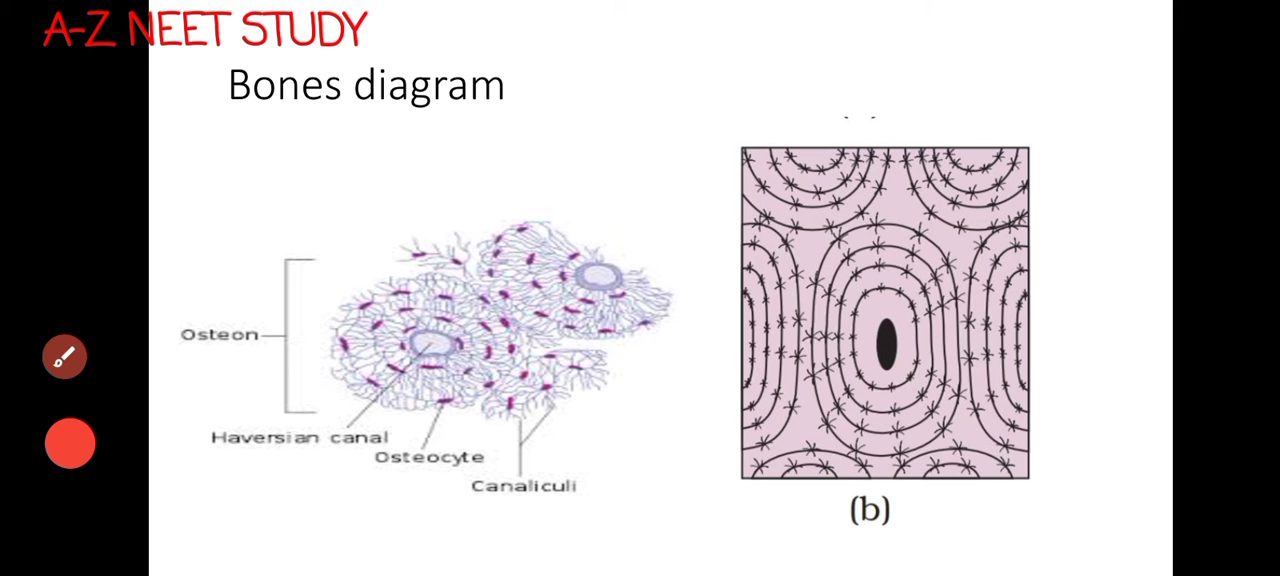 A-Z NEET STUDY
Bones diagram
Osteon
Haversian canal
Osteocyte
Canaliculi
(b)